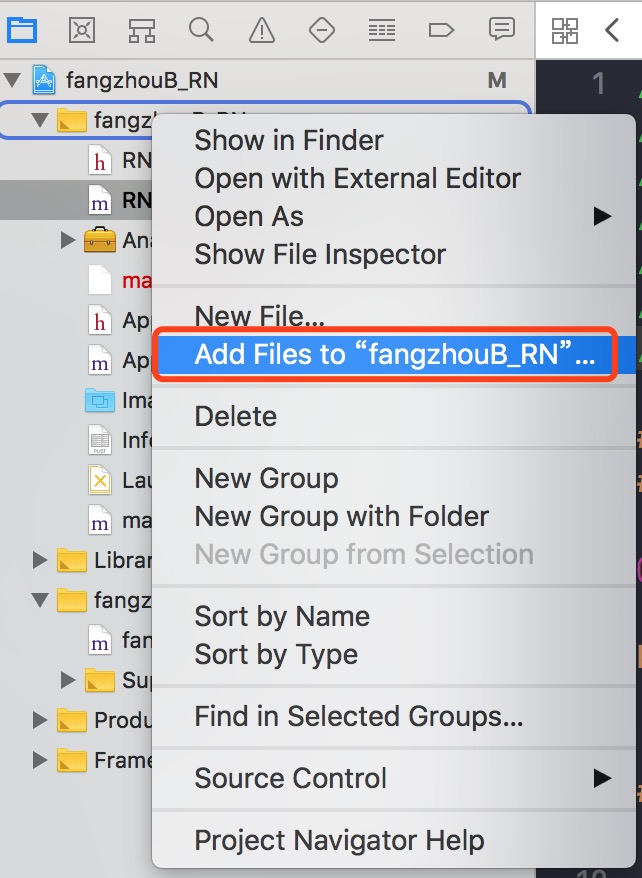 fangzhouB_RN
M
1
fangzhouB_RN
RN
RN
Ana
ma
App
App
Ima
Info
Lau
ma
Librar
fangz
fan
Sup
Produ
Frame
Show in Finder
Open with External Editor
Open As
Show File Inspector
New File...
Add Files to “fangzhouB_RN”...
Delete
New Group
New Group with Folder
New Group from Selection
Sort by Name
Sort by Type
Find in Selected Groups...
Source Control
Project Navigator Help